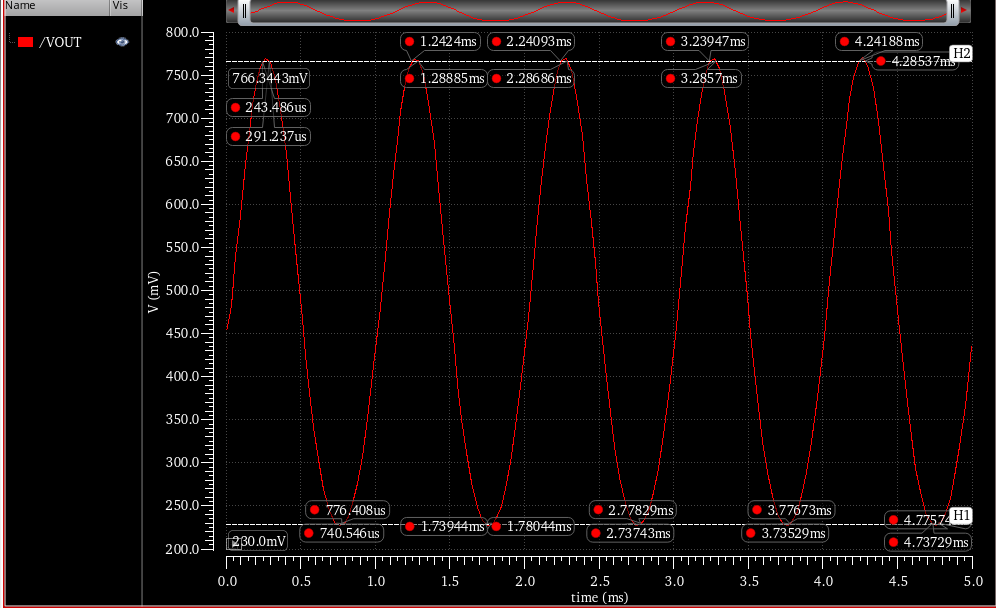 Name Vis
/VOUT
800.0
750.0
700.0
650.0
600.0
550.0
500.0
450.0
400.0
350.0
300.0
250.0
200.0
V (mV)
1.2424ms
2.24093ms
3.23947ms
4.24188ms
H2
4.28537ms
766.3443mV
1.28885ms
2.28686ms
3.2857ms
243.486us
291.237us
776.408us
2.77829ms
3.77673ms
H1
4.77574
1.73944ms
1.78044ms
740.546us
2.73743ms
3.73529ms
230.0mV
4.73729ms
0.0 0.5 1.0 1.5 2.0 2.5 3.0 3.5 4.0 4.5 5.0
time (ms)